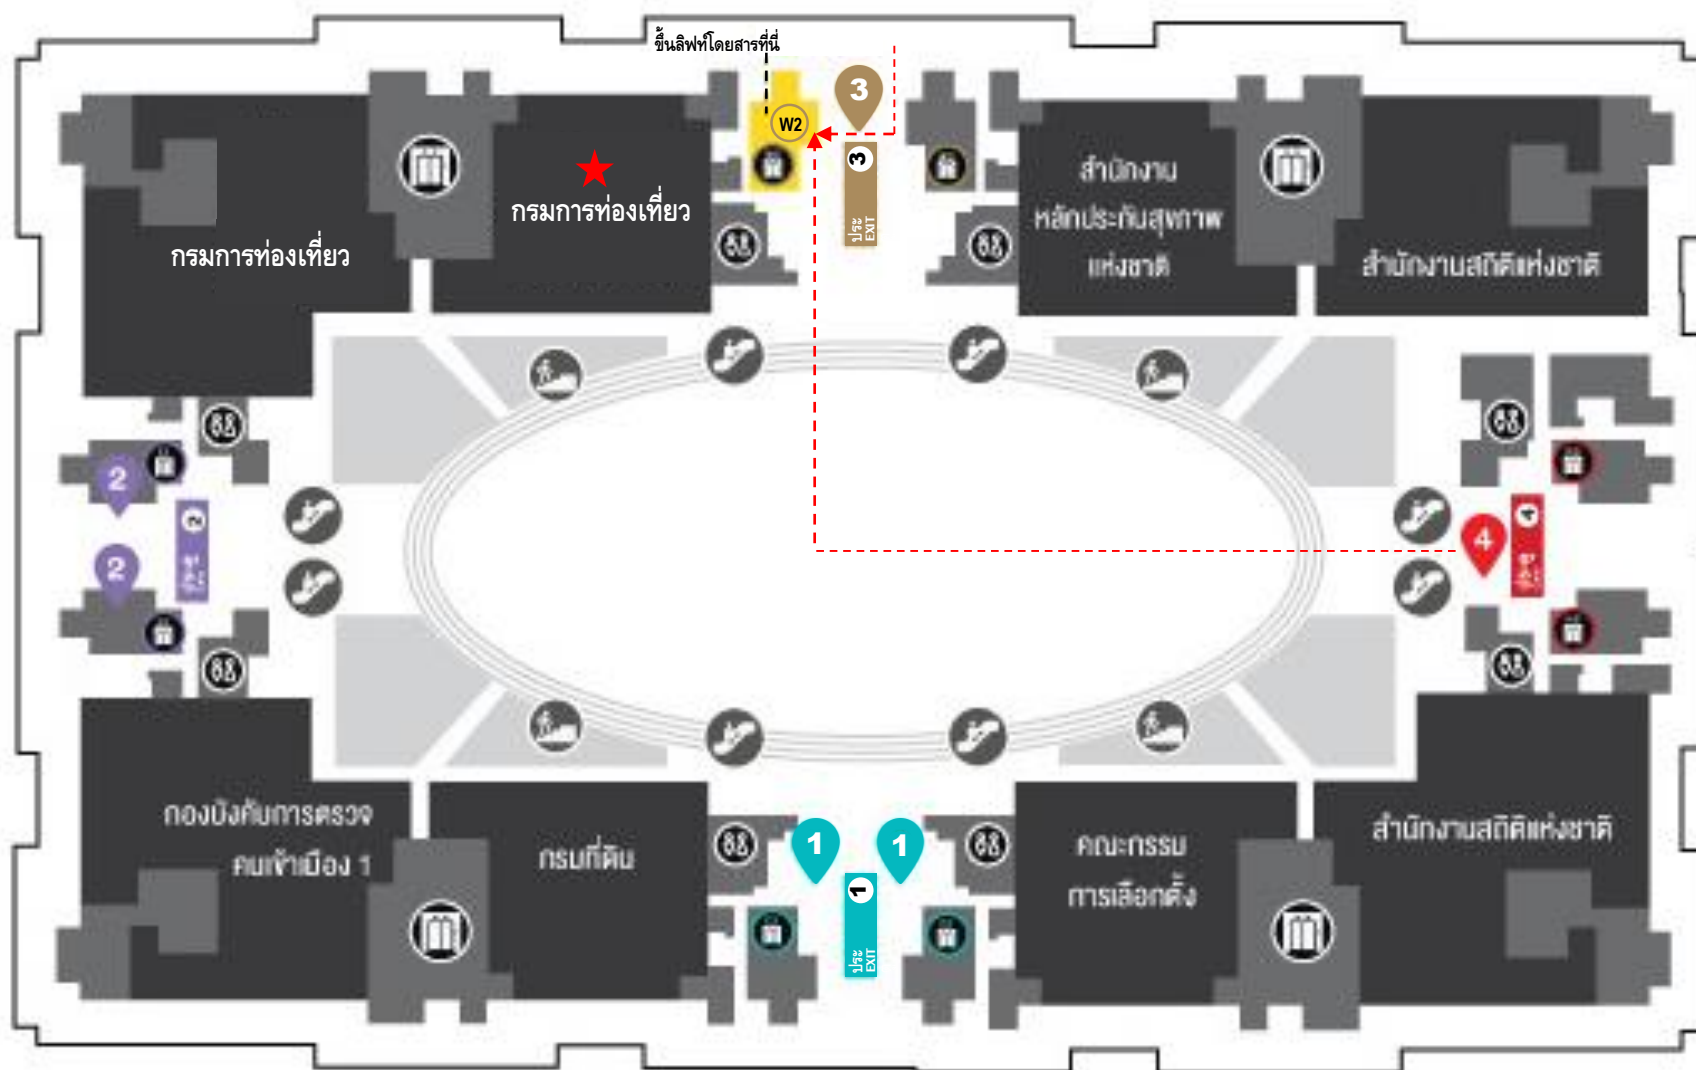 ขึ้นลิฟท์โดยสารที่นี่
3
W2
3
ประ
EXIT
กรมการท่องเที่ยว
กรมการท่องเที่ยว
สำนักงาน
หลักประกันสุขภาพ
แห่งชาติ
สำนักงานสถิติแห่งชาติ
2
2
2
4
4
กองบังคับการตรวจ
คนเข้าเมือง 1
กรมที่ดิน
1
1
1
ประ
EXIT
คณะกรรม
การเลือกตั้ง
สำนักงานสถิติแห่งชาติ